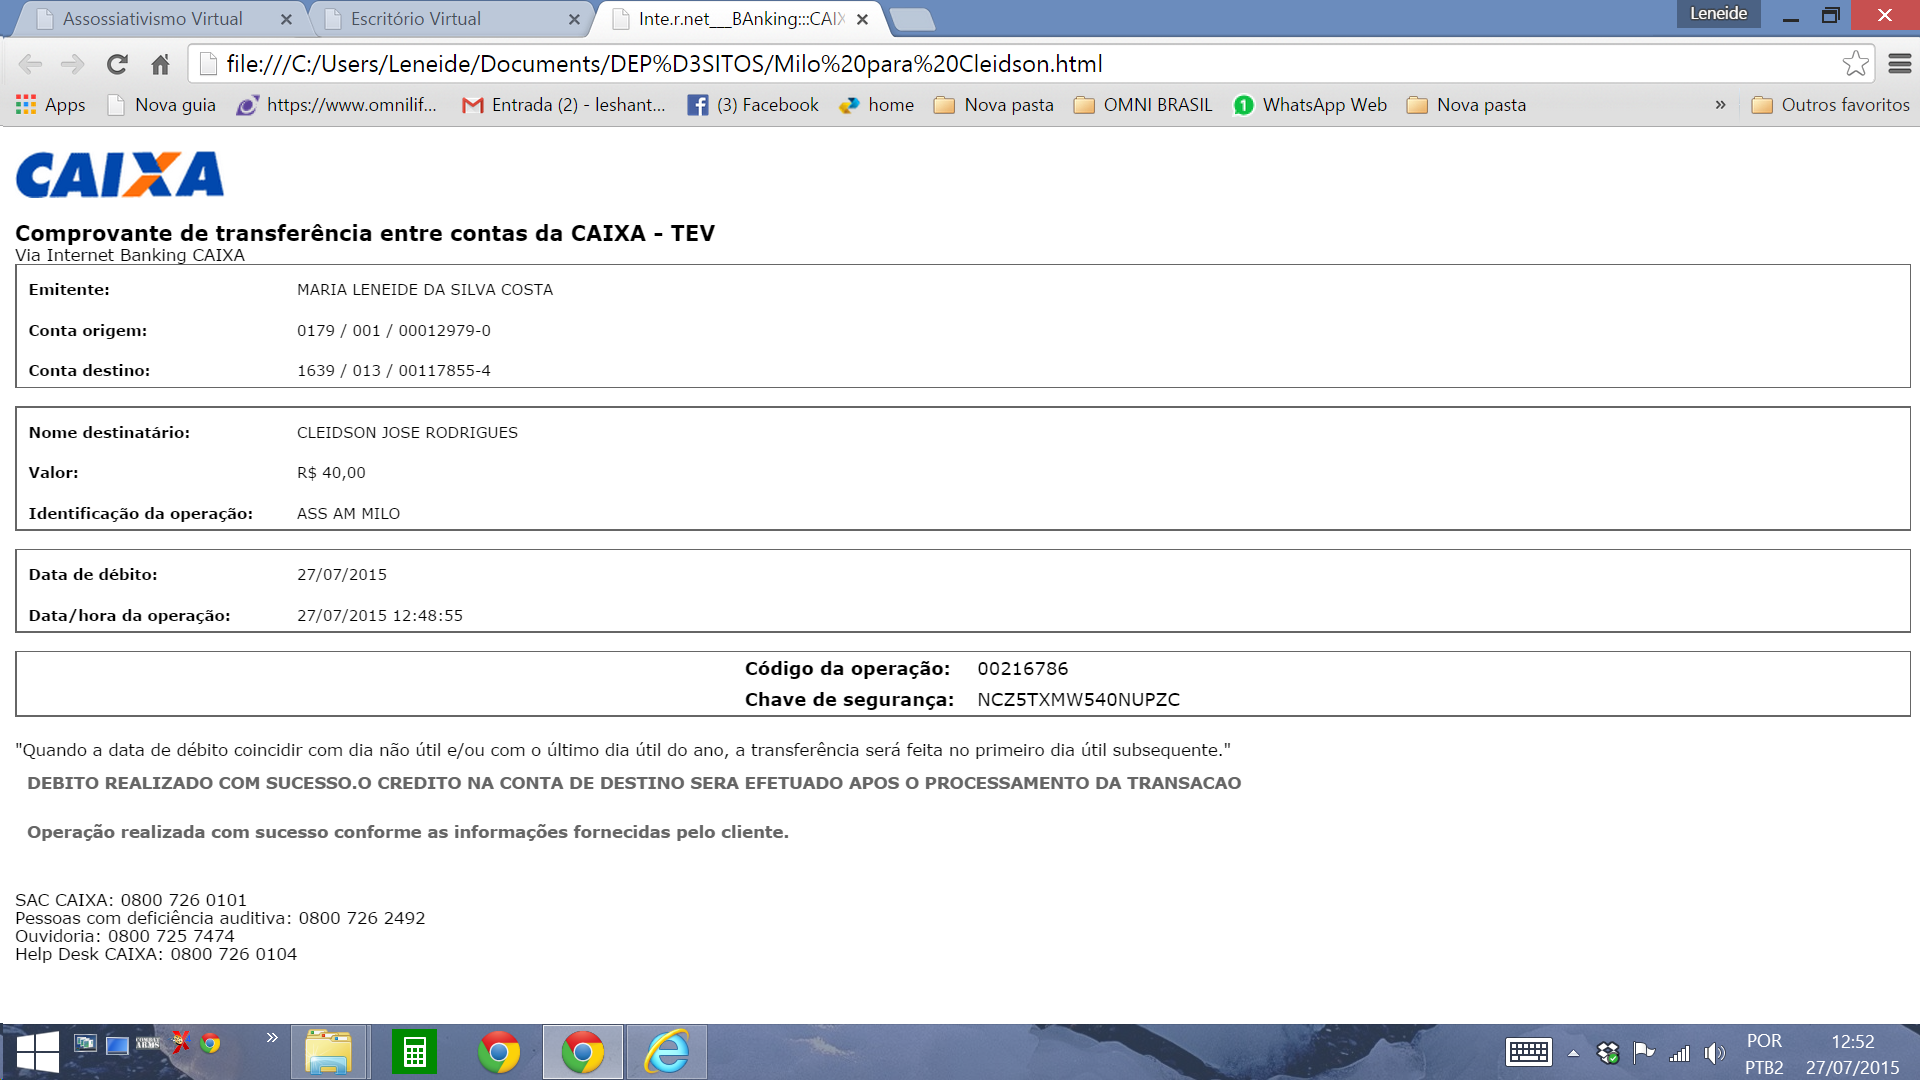 Assossiativismo Virtual
Escritório Virtual
Inte.r.net___BAnking:::CAIX
Leneide
file:///C:/Users/Leneide/Documents/DEP%D3SITOS/Milo%20para%20Cleidson.html
Apps
Nova guia
https://www.omnilif...
Entrada (2) - leshant...
(3) Facebook
home
Nova pasta
OMNI BRASIL
1
WhatsApp Web
Nova pasta
»
Outros favoritos
CAIXA
Comprovante de transferência entre contas da CAIXA - TEV
Via Internet Banking CAIXA
Emitente: MARIA LENEIDE DA SILVA COSTA
Conta origem: 0179 / 001 / 00012979-0
Conta destino: 1639 / 013 / 00117855-4
Nome destinatário: CLEIDSON JOSE RODRIGUES
Valor: R$ 40,00
Identificação da operação: ASS AM MILO
Data de débito: 27/07/2015
Data/hora da operação: 27/07/2015 12:48:55
Código da operação: 00216786
Chave de segurança: NCZ5TXMW540NUPZC
"Quando a data de débito coincidir com dia não útil e/ou com o último dia útil do ano, a transferência será feita no primeiro dia útil subsequente."
DEBITO REALIZADO COM SUCESSO.O CREDITO NA CONTA DE DESTINO SERA EFETUADO APOS O PROCESSAMENTO DA TRANSACAO
Operação realizada com sucesso conforme as informações fornecidas pelo cliente.
SAC CAIXA: 0800 726 0101
Pessoas com deficiência auditiva: 0800 726 2492
Ouvidoria: 0800 725 7474
Help Desk CAIXA: 0800 726 0104
COMBAT
ARMS
»
POR
PTB2
12:52
27/07/2015